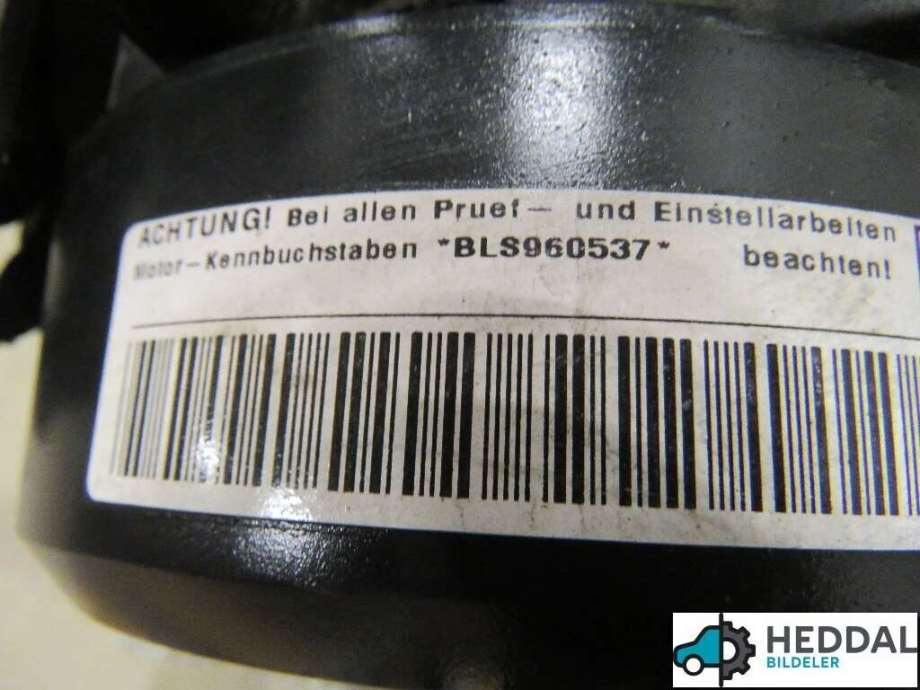 ACHTUNG! Bei allen Pruef- und Einstellarbeiten
Motor-Kennbuchstaben *BLS960537* beachten!
HEDDAL
BILDELER